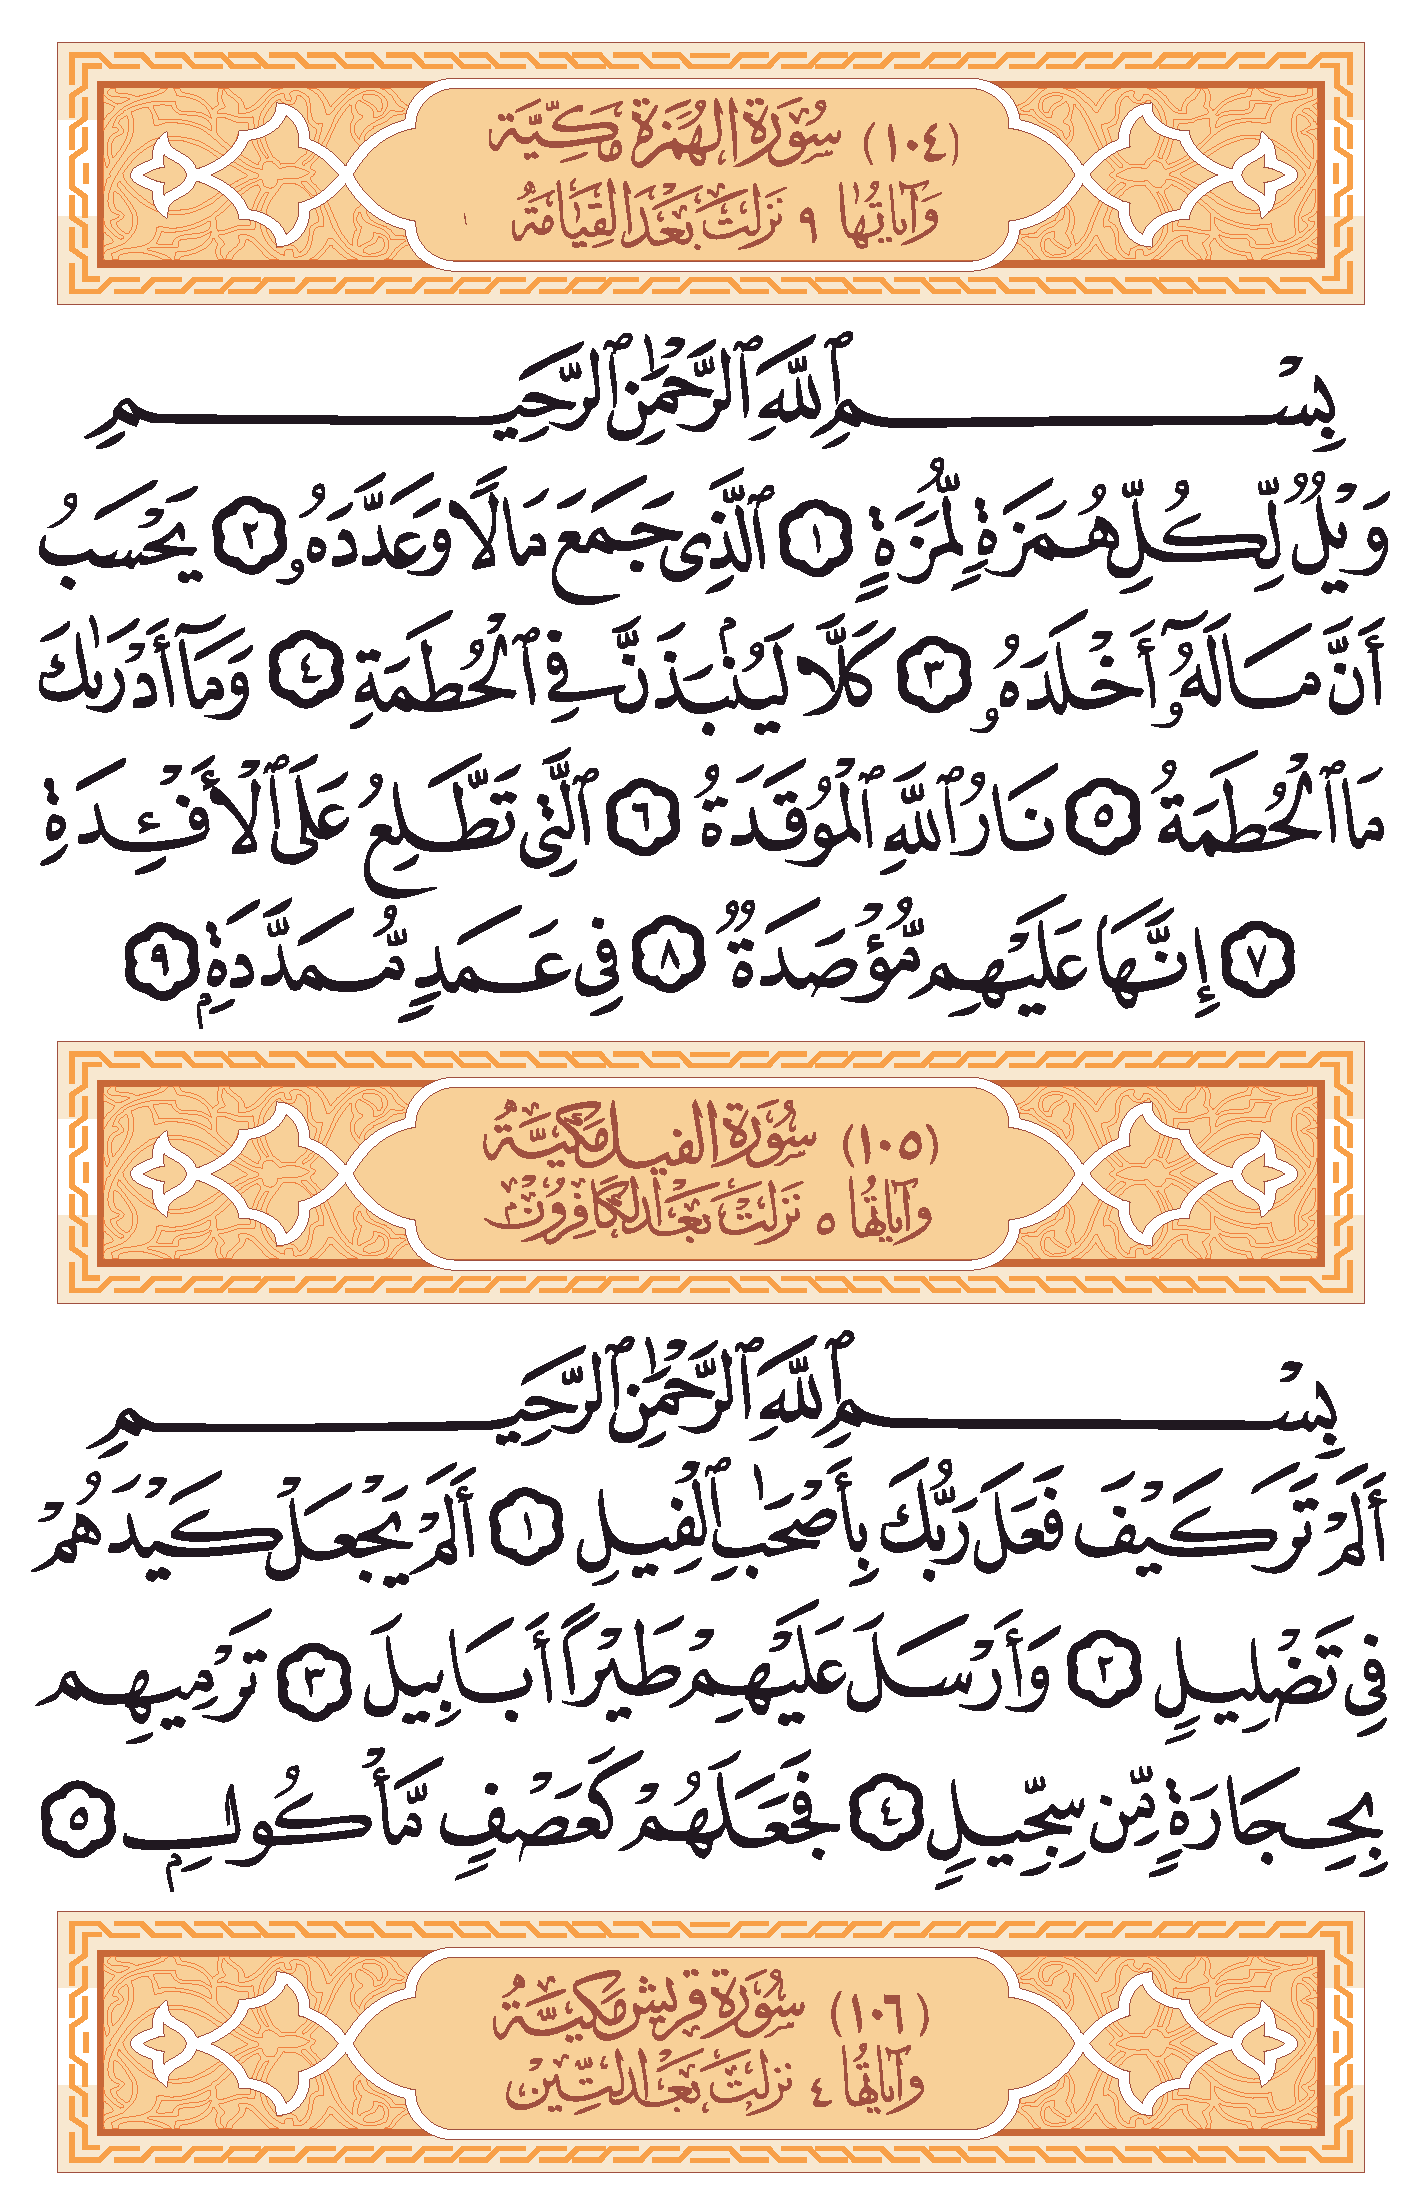 (١٠٤) سُورَةُ الهُمَزَةِ مَكِيَّة
وَآيَاتُهَا ٩ نَزَلَتْ بَعْدَ القِيَامَةِ
بِسْمِ ٱللَّهِ ٱلرَّحْمَٰنِ ٱلرَّحِيمِ
وَيْلٌ لِّكُلِّ هُمَزَةٍ لُّمَزَةٍ ١ ٱلَّذِى جَمَعَ مَالًا وَعَدَّدَهُۥ ٢ يَحْسَبُ
أَنَّ مَالَهُۥٓ أَخْلَدَهُۥ ٣ كَلَّا لَيُنۢبَذَنَّ فِي ٱلْحُطَمَةِ ٤ وَمَآ أَدْرَىٰكَ
مَا ٱلْحُطَمَةُ ٥ نَارُ ٱللَّهِ ٱلْمُوقَدَةُ ٦ ٱلَّتِى تَطَّلِعُ عَلَى ٱلْأَفْـِٔدَةِ
٧ إِنَّهَا عَلَيْهِم مُّؤْصَدَةٌ ٨ فِى عَمَدٍ مُّمَدَّدَةِۭ ٩
(١٠٥) سُورَةُ الفِيل مَكِيَّة
وَآيَاتُهَا ٥ نَزَلَتْ بَعْدَ الْكَافِرُونْ
بِسْمِ ٱللَّهِ ٱلرَّحْمَٰنِ ٱلرَّحِيمِ
أَلَمْ تَرَ كَيْفَ فَعَلَ رَبُّكَ بِأَصْحَٰبِ ٱلْفِيلِ ١ أَلَمْ يَجْعَلْ كَيْدَهُمْ
فِى تَضْلِيلٍ ٢ وَأَرْسَلَ عَلَيْهِمْ طَيْرًا أَبَابِيلَ ٣ تَرْمِيهِم
بِحِجَارَةٍ مِّن سِجِّيلٍ ٤ فَجَعَلَهُمْ كَعَصْفٍ مَّأْكُولِۭ ٥
(١٠٦) سُورَةُ قريش مَكِيَّةُ
وَآيَاتُهَا ٤ نَزَلَتْ بَعْدَ التِّينْ